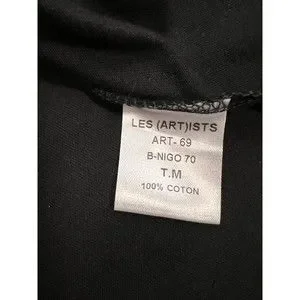 LES (ART)ISTS
ART- 69
B-NIGO 70
T.M
100% COTON